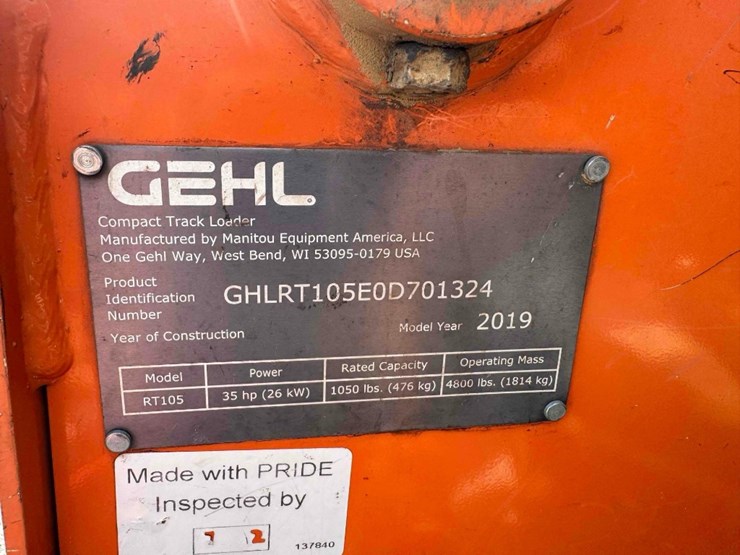 GEHL
Compact Track Loader
Manufactured by Manitou Equipment America, LLC
One Gehl Way, West Bend, WI 53095-0179 USA
Product
Identification
Number
GHLRT105E0D701324
Year of Construction
Model Year 2019
Model Power Rated Capacity Operating Mass
RT105 35 hp (26 kW) 1050 lbs. (476 kg) 4800 lbs. (1814 kg)
Made with PRIDE
Inspected by
1 2
137840